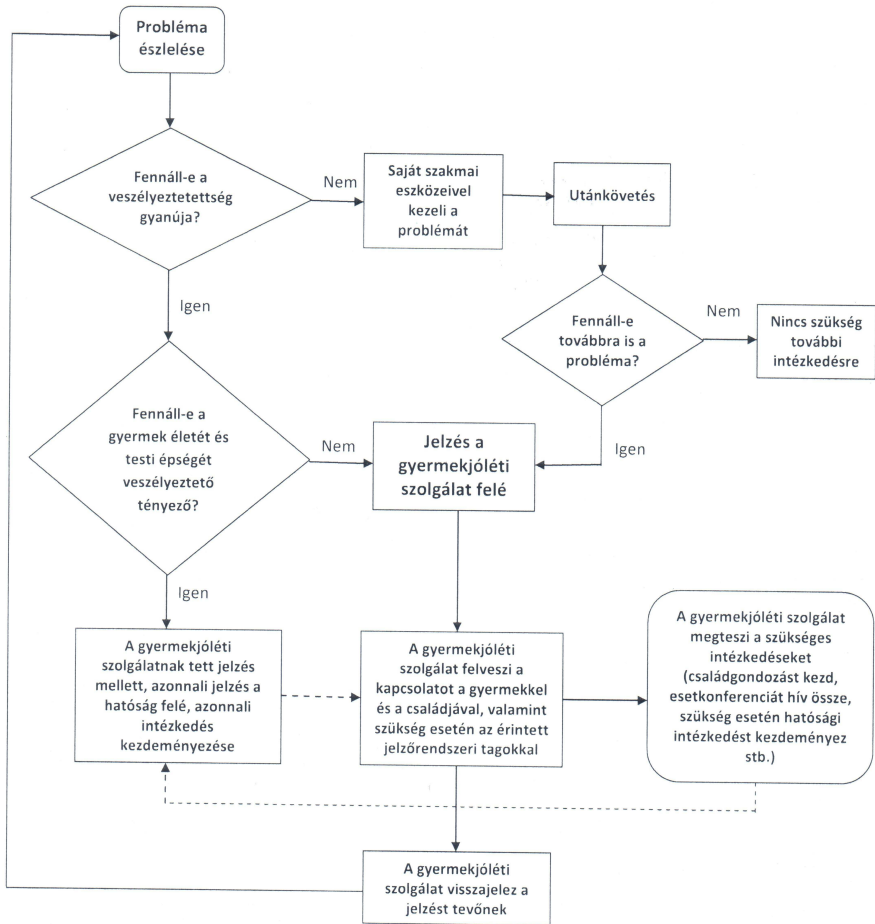 Probléma
észlelése
Fennáll-e a
veszélyeztetettség
gyanúja?
Nem
Saját szakmai
eszközeivel
kezeli a
problémát
Utánkövetés
Igen
Fennáll-e
továbbra is a
probléma?
Nem
Nincs szükség
további
intézkedésre
Fennáll-e a
gyermek életét és
testi épségét
veszélyeztető
tényező?
Nem
Jelzés a
gyermekjóléti
szolgálat felé
Igen
Igen
A gyermekjóléti
szolgálatnak tett jelzés
mellett, azonnali jelzés a
hatóság felé, azonnali
intézkedés
kezdeményezése
A gyermekjóléti
szolgálat felveszi a
kapcsolatot a gyermekkel
és a családjával, valamint
szükség esetén az érintett
jelzőrendszeri tagokkal
A gyermekjóléti szolgálat
megteszi a szükséges
intézkedéseket
(családgondozást kezd,
esetkonferenciát hív össze,
szükség esetén hatósági
intézkedést kezdeményez
stb.)
A gyermekjóléti
szolgálat visszajelez a
jelzést tevőnek